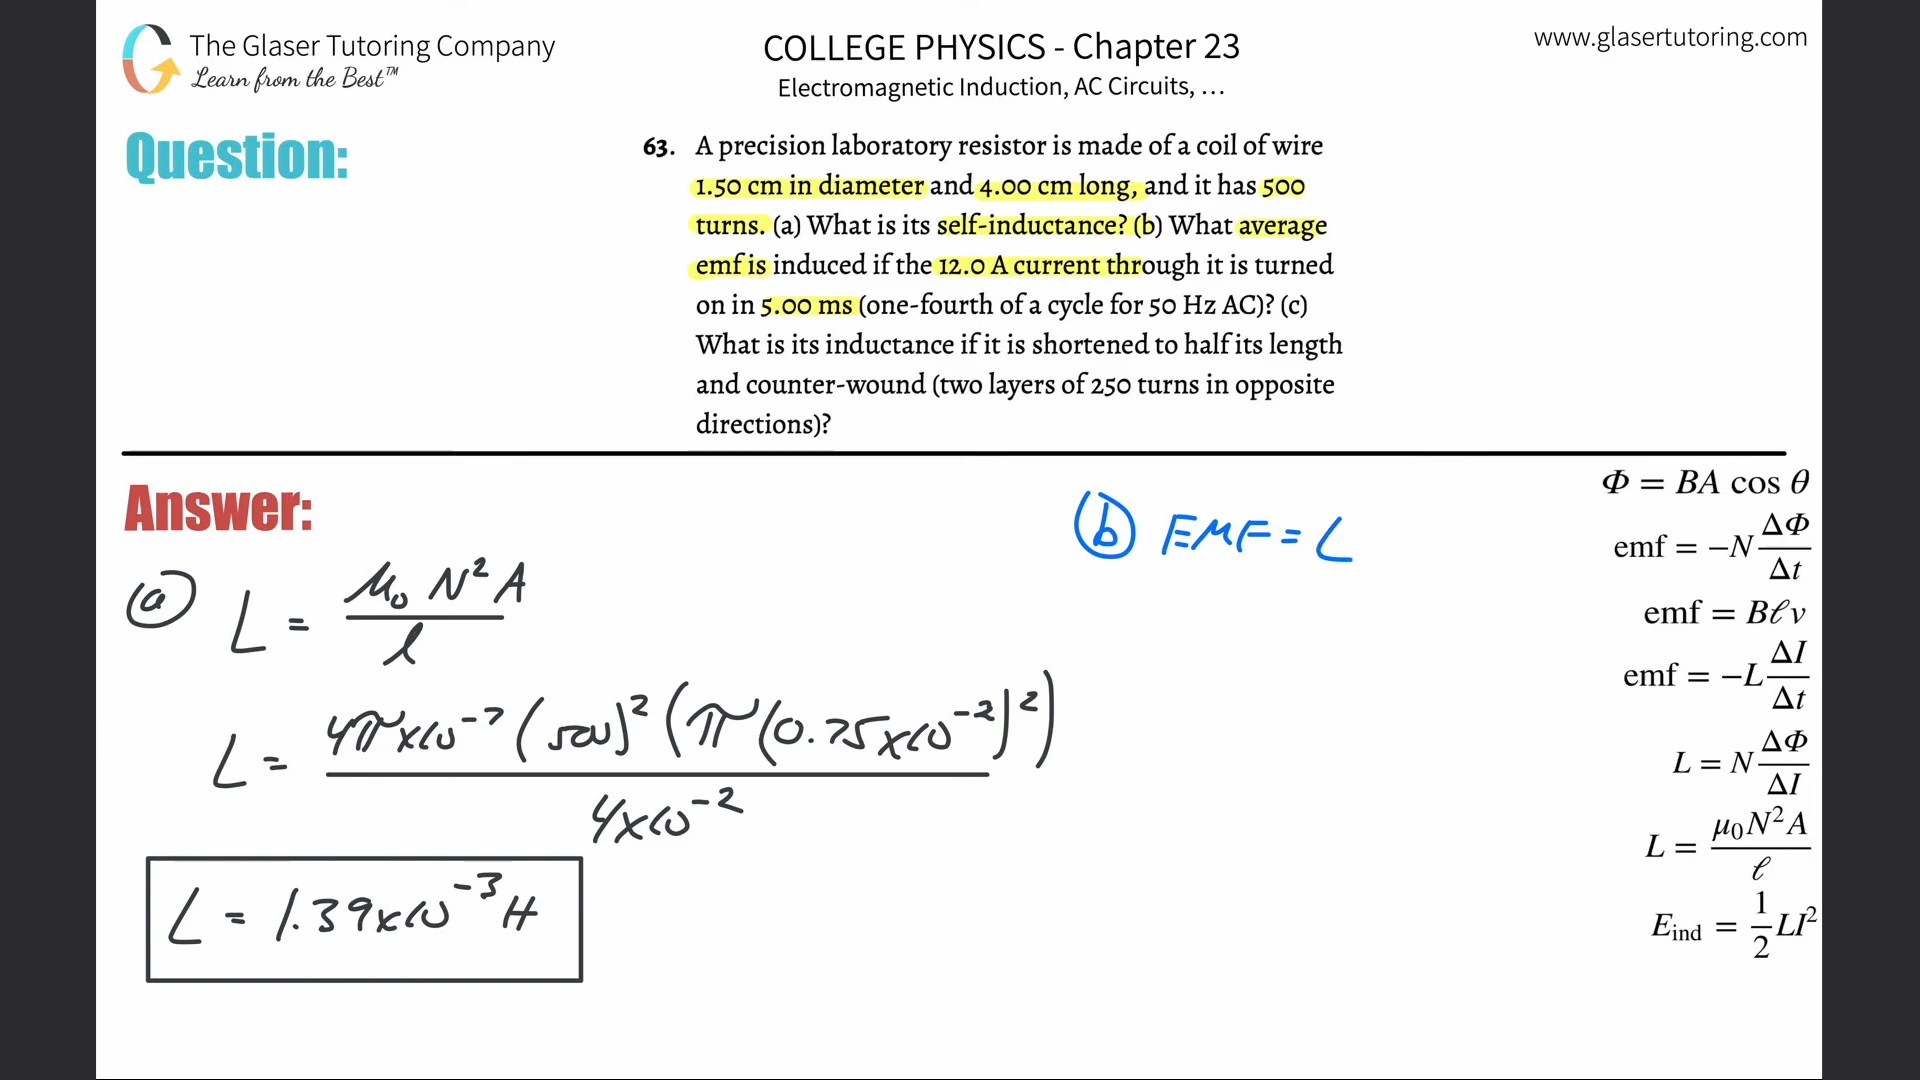 The Glaser Tutoring Company
Learn from the Best™
COLLEGE PHYSICS - Chapter 23
Electromagnetic Induction, AC Circuits, …
www.glasertutoring.com
Question:
63. A precision laboratory resistor is made of a coil of wire
1.50 cm in diameter and 4.00 cm long, and it has 500
turns. (a) What is its self-inductance? (b) What average
emf is induced if the 12.0 A current through it is turned
on in 5.00 ms (one-fourth of a cycle for 50 Hz AC)? (c)
What is its inductance if it is shortened to half its length
and counter-wound (two layers of 250 turns in opposite
directions)?
Answer:
(a) L = μ₀ N² A / l
L = 4π×10⁻⁷ (500)² (π(0.75×10⁻²)²) / 4×10⁻²
L = 1.39×10⁻³ H
(b) EMF = L
Φ = BA cos θ
emf = −N ΔΦ/Δt
emf = Bℓv
emf = −L ΔI/Δt
L = N ΔΦ/ΔI
L = μ₀N²A/ℓ
E_ind = 1/2 LI²